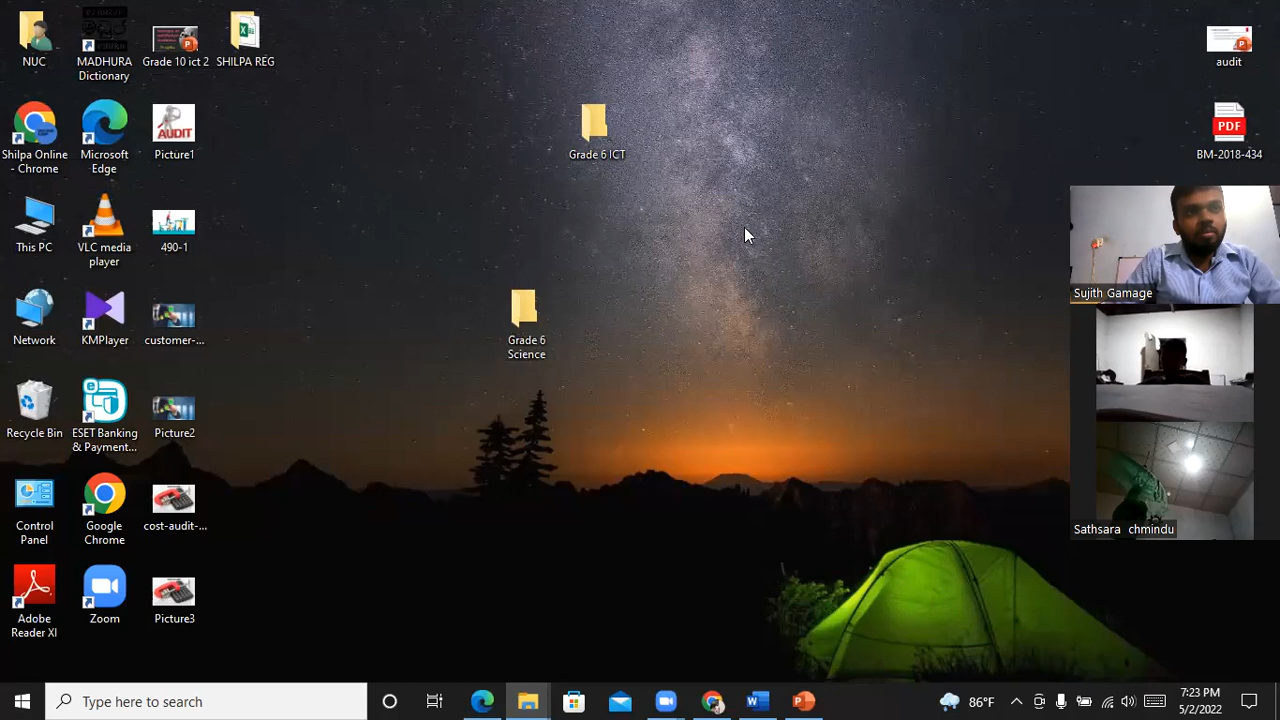 NUC
MADHURA
Dictionary
Grade 10 ict 2
SHILPA REG
audit
Shilpa Online
- Chrome
Microsoft
Edge
AUDIT
Picture1
Grade 6 ICT
PDF
BM-2018-434
This PC
VLC media
player
490-1
Sujith Gamage
Network
KMPlayer
customer-...
Grade 6
Science
Recycle Bin
ESET Banking
& Payment...
Picture2
Control
Panel
Google
Chrome
cost-audit-...
Sathsara chmindu
Adobe
Reader XI
Zoom
Picture3
Type here to search
86°F
7:23 PM
5/2/2022